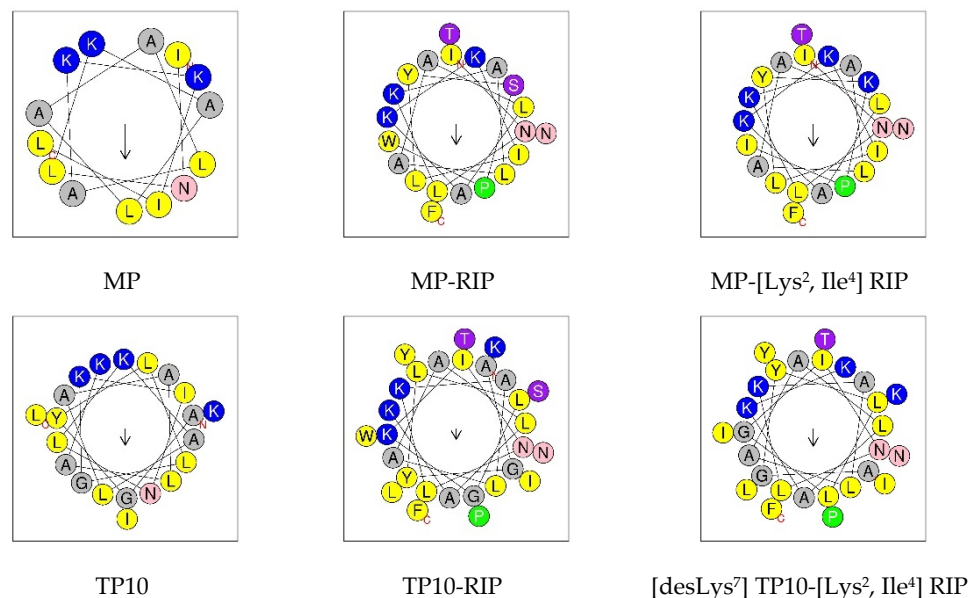 K A
K I N
K
A A
L C
L L
A N
L I
T
A I N K A
Y S
K L
K N N
W I
A L
L L A P
F C
T
A I N K A
Y K
K L
K N N
I I
A L
L L A P
F C
MP
MP-RIP
MP-[Lys², Ile⁴] RIP
K K K L
A A
I
L C Y A N K
L A
A L
G L
L G N
I
T K
Y A I A N
L A S
K L
K L
W K N N
A G
L Y L I
L A G
F C P
T
Y Y A I K
A
K K
K L
I G L
A N N
G A I
L L L
L A L
F C P
TP10
TP10-RIP
[desLys⁷] TP10-[Lys², Ile⁴] RIP